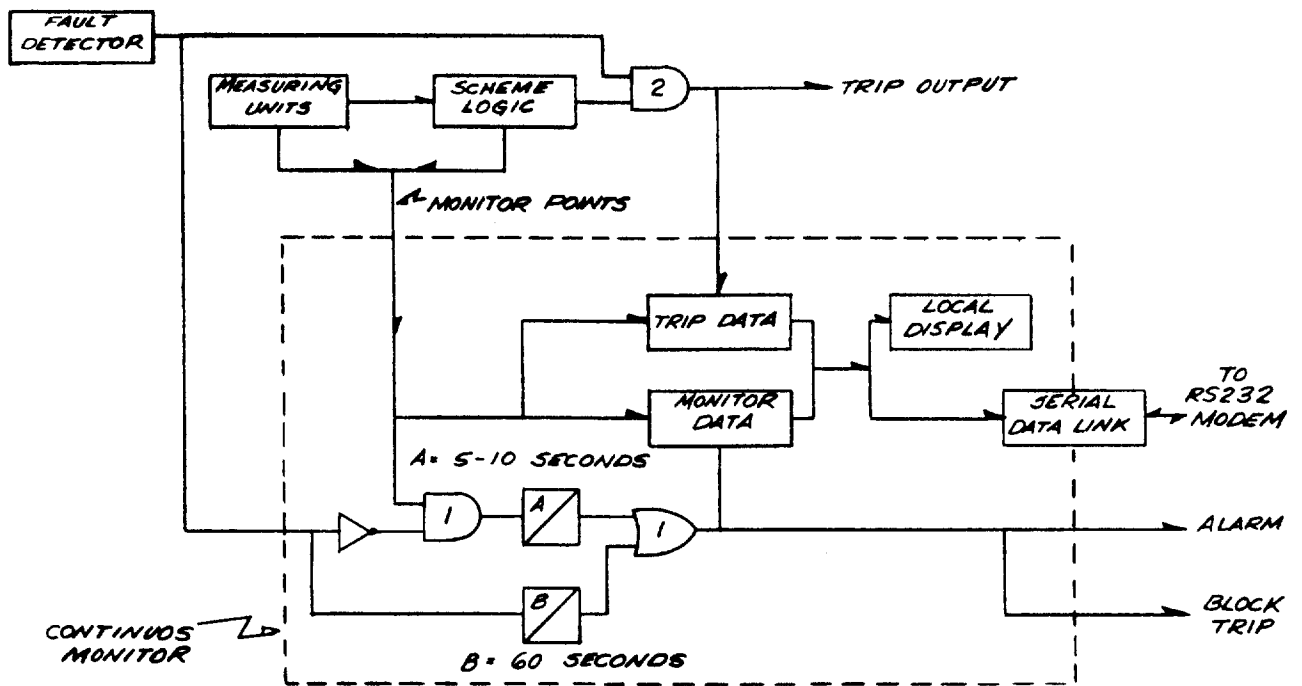 FAULT
DETECTOR
MEASURING
UNITS
SCHEME
LOGIC
2
TRIP OUTPUT
MONITOR POINTS
TRIP DATA
LOCAL
DISPLAY
MONITOR
DATA
JERIAL
DATA LINK
TO
RS232
MODEM
A= 5-10 SECONDS
1
A
1
ALARM
B
BLOCK
TRIP
CONTINUOS
MONITOR
B= 60 SECONDS